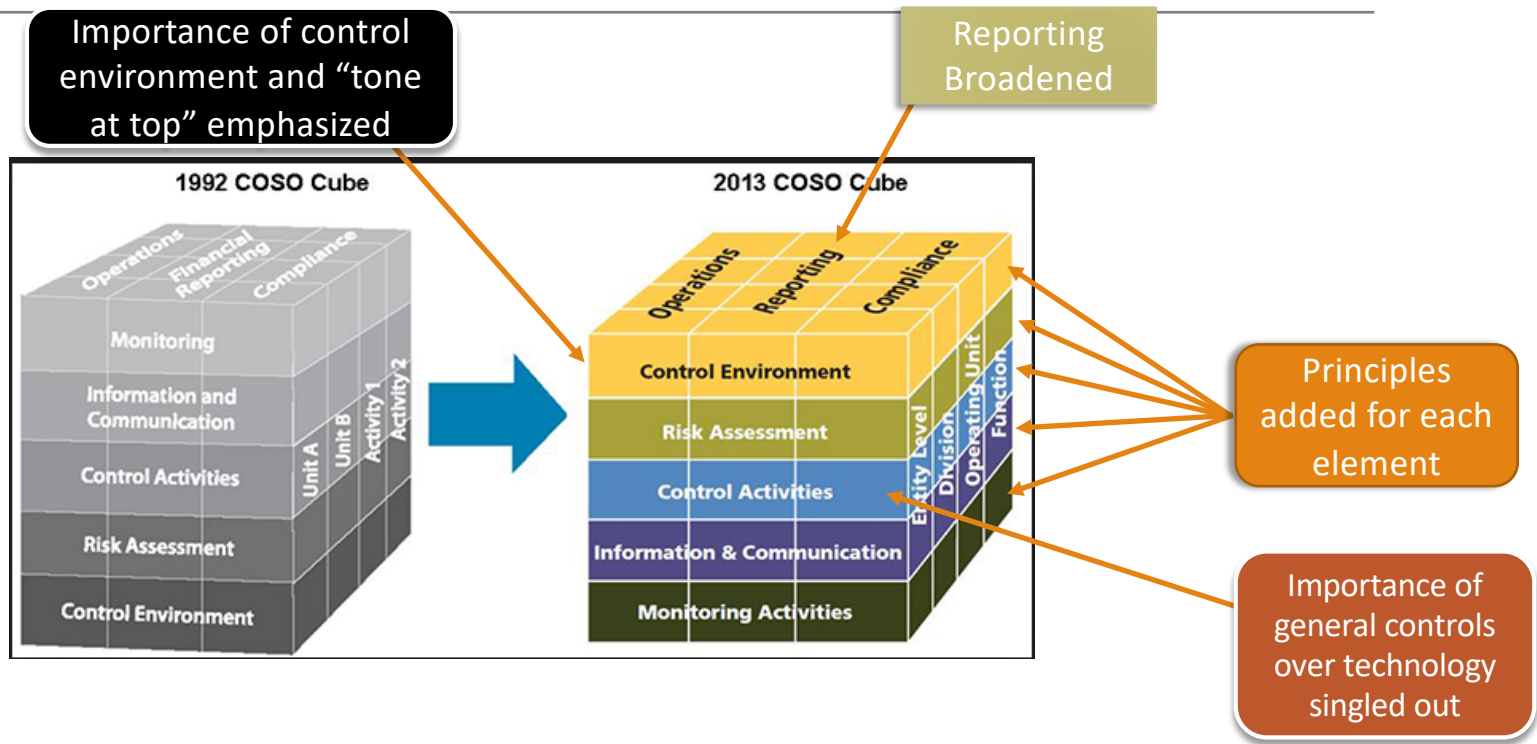 Importance of control
environment and “tone
at top” emphasized
Reporting
Broadened
1992 COSO Cube
Operations
Financial
Reporting
Compliance
Monitoring
Information and
Communication
Control Activities
Risk Assessment
Control Environment
Unit A
Unit B
Activity 1
Activity 2
2013 COSO Cube
Operations
Reporting
Compliance
Control Environment
Risk Assessment
Control Activities
Information & Communication
Monitoring Activities
Entity Level
Division
Operating Unit
Function
Principles
added for each
element
Importance of
general controls
over technology
singled out